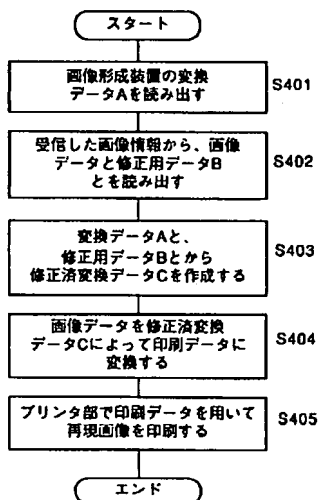 スタート
画像形成装置の変換
データAを読み出す
S401
受信した画像情報から、画像
データと修正用データB
とを読み出す
S402
変換データAと、
修正用データBとから
修正済変換データCを作成する
S403
画像データを修正済変換
データCによって印刷データに
変換する
S404
プリンタ部で印刷データを用いて
再現画像を印刷する
S405
エンド